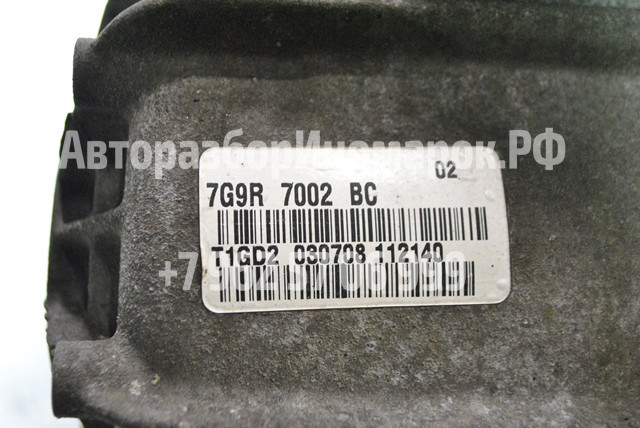 АвторазборИномарок.РФ
02
7G9R 7002 BC
T1GD2 030708 112140